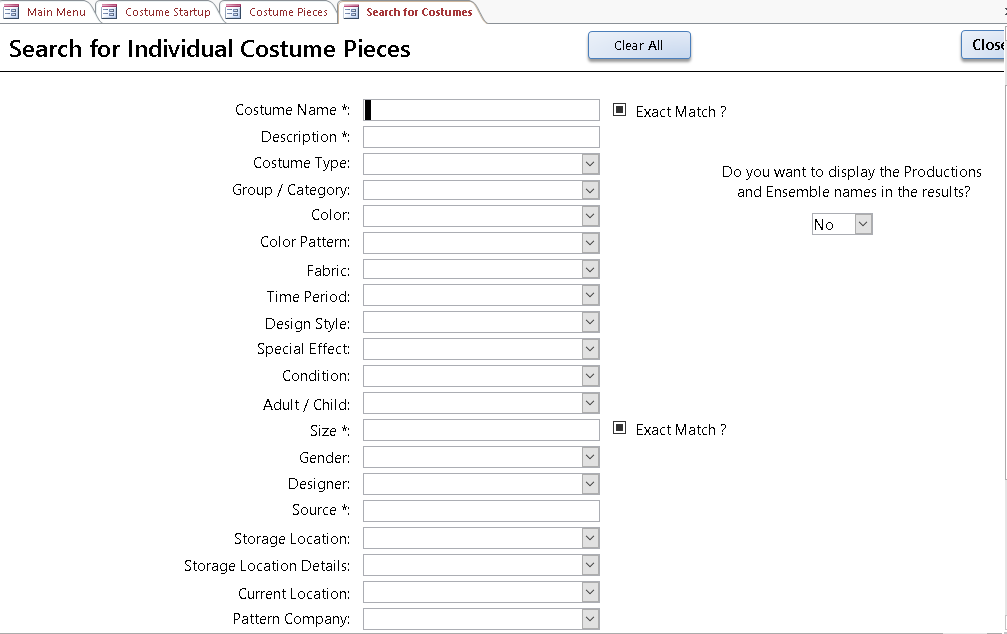 Main Menu Costume Startup Costume Pieces Search for Costumes
Search for Individual Costume Pieces Clear All Close
Costume Name *: Exact Match ?
Description *:
Costume Type:
Do you want to display the Productions
and Ensemble names in the results?
No
Group / Category:
Color:
Color Pattern:
Fabric:
Time Period:
Design Style:
Special Effect:
Condition:
Adult / Child:
Size *: Exact Match ?
Gender:
Designer:
Source *:
Storage Location:
Storage Location Details:
Current Location:
Pattern Company: